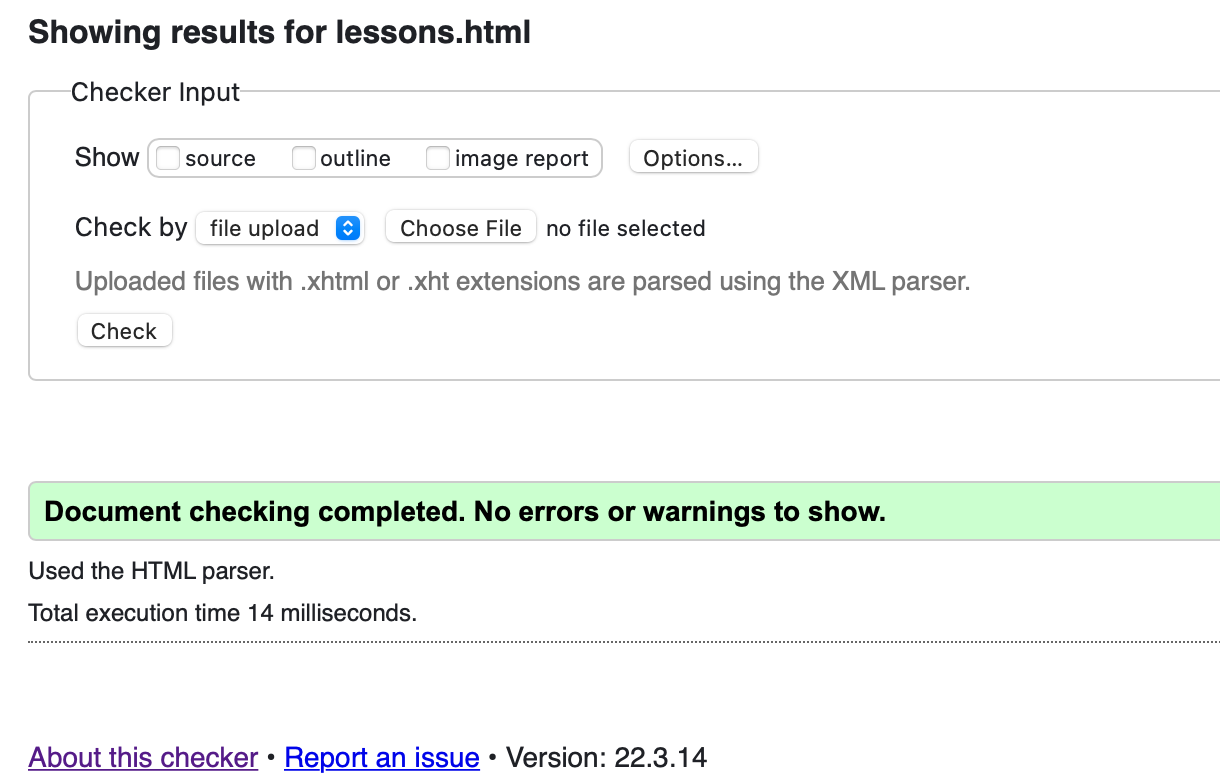 Showing results for lessons.html
Checker Input
Show source outline image report Options...
Check by file upload Choose File no file selected
Uploaded files with .xhtml or .xht extensions are parsed using the XML parser.
Check
Document checking completed. No errors or warnings to show.
Used the HTML parser.
Total execution time 14 milliseconds.
About this checker • Report an issue • Version: 22.3.14